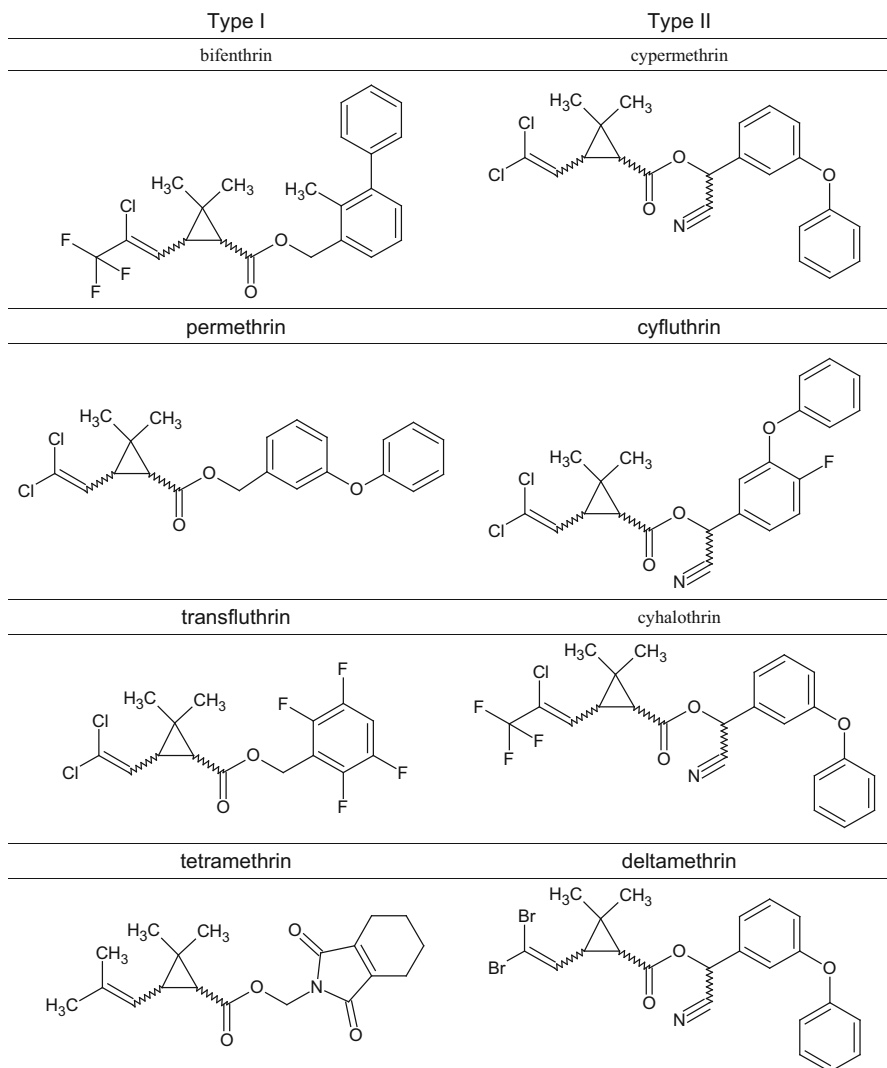 Type I Type II
bifenthrin cypermethrin
H3C CH3
Cl
Cl
O
O
N
O
H3C CH3
H3C
Cl
F
F
F
O
O
permethrin cyfluthrin
H3C CH3
Cl
Cl
O
O
O
H3C CH3
Cl
Cl
O
O
N
O
F
transfluthrin cyhalothrin
H3C CH3
Cl
Cl
O
O
F
F
F
F
H3C CH3
Cl
F
F
F
O
O
N
O
tetramethrin deltamethrin
H3C CH3
CH3
H3C
O
O
N
O
O
H3C CH3
Br
Br
O
O
N
O